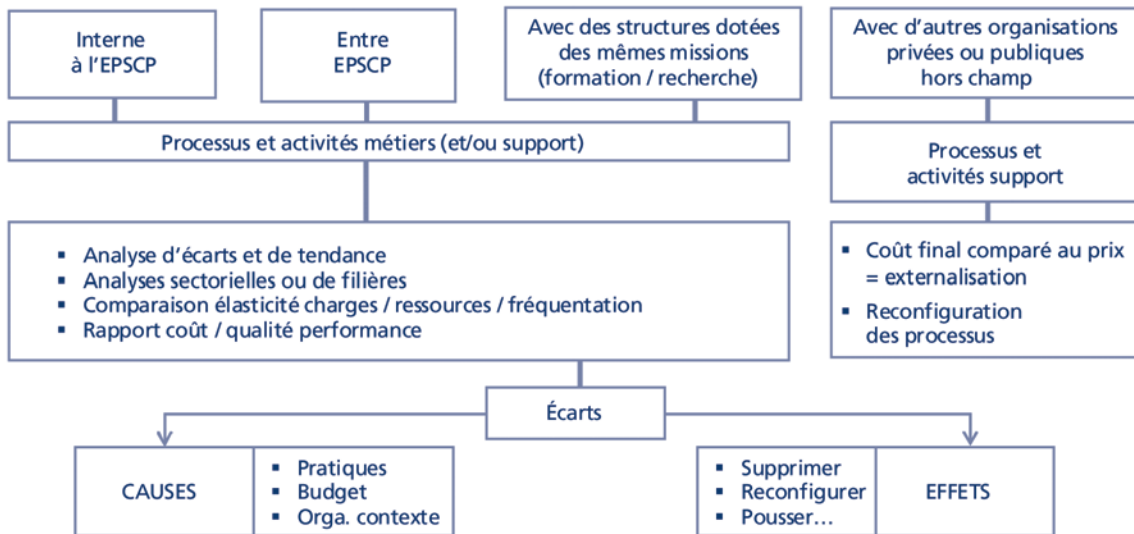 Interne
à l'EPSCP
Entre
EPSCP
Avec des structures dotées
des mêmes missions
(formation / recherche)
Avec d'autres organisations
privées ou publiques
hors champ
Processus et activités métiers (et/ou support)
Processus et
activités support
▪ Analyse d'écarts et de tendance
▪ Analyses sectorielles ou de filières
▪ Comparaison élasticité charges / ressources / fréquentation
▪ Rapport coût / qualité performance
▪ Coût final comparé au prix
= externalisation
▪ Reconfiguration
des processus
Écarts
CAUSES
▪ Pratiques
▪ Budget
▪ Orga. contexte
▪ Supprimer
▪ Reconfigurer
▪ Pousser...
EFFETS